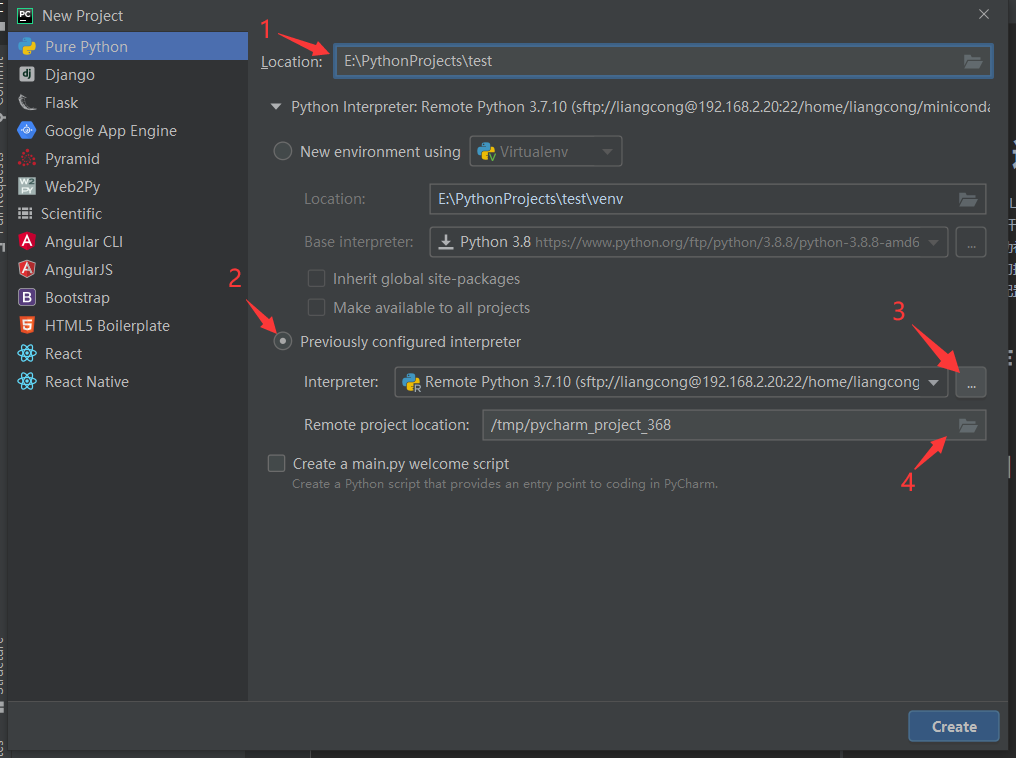 New Project
Pure Python
Django
Flask
Google App Engine
Pyramid
Web2Py
Scientific
Angular CLI
AngularJS
Bootstrap
HTML5 Boilerplate
React
React Native
1
Location: E:\PythonProjects\test
Python Interpreter: Remote Python 3.7.10 (sftp://liangcong@192.168.2.20:22/home/liangcong/miniconda
New environment using Virtualenv
Location: E:\PythonProjects\test\venv
Base interpreter: Python 3.8 https://www.python.org/ftp/python/3.8.8/python-3.8.8-amd6 ...
Inherit global site-packages
2
Make available to all projects
3
Previously configured interpreter
Interpreter: Remote Python 3.7.10 (sftp://liangcong@192.168.2.20:22/home/liangcong ...
Remote project location: /tmp/pycharm_project_368
4
Create a main.py welcome script
Create a Python script that provides an entry point to coding in PyCharm.
Create